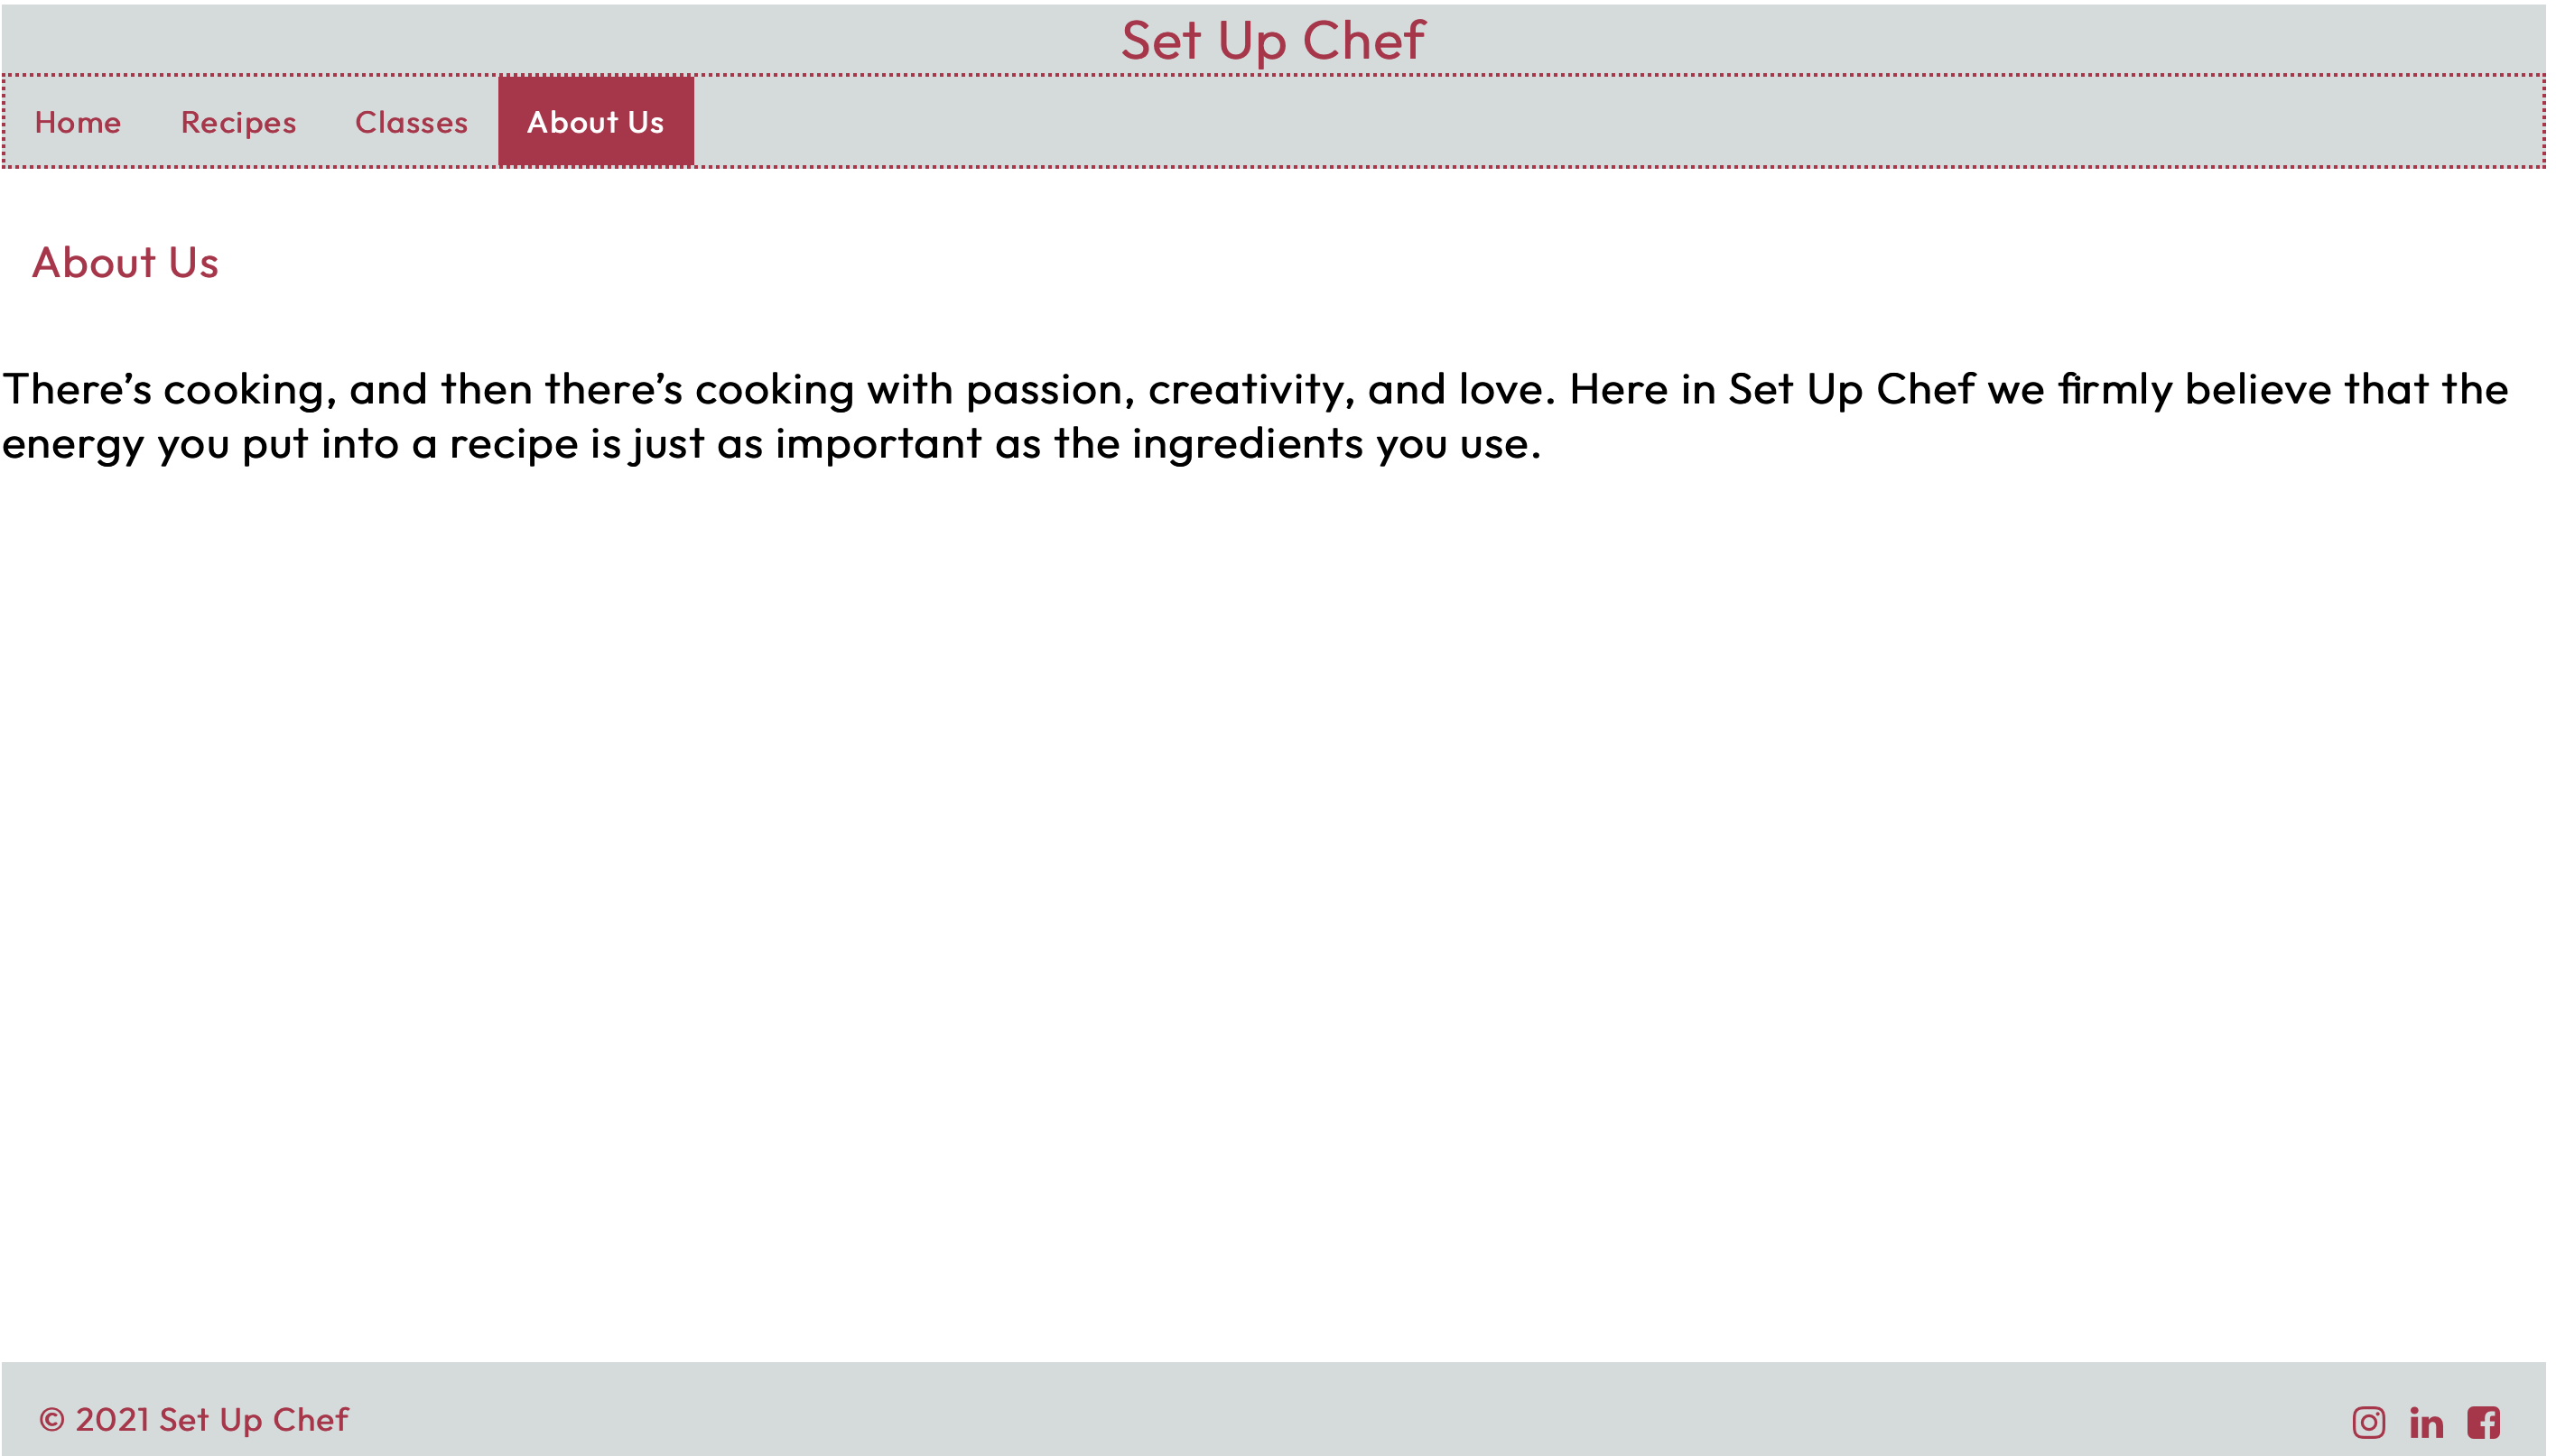 Set Up Chef
Home Recipes Classes About Us
About Us
There’s cooking, and then there’s cooking with passion, creativity, and love. Here in Set Up Chef we firmly believe that the
energy you put into a recipe is just as important as the ingredients you use.
© 2021 Set Up Chef